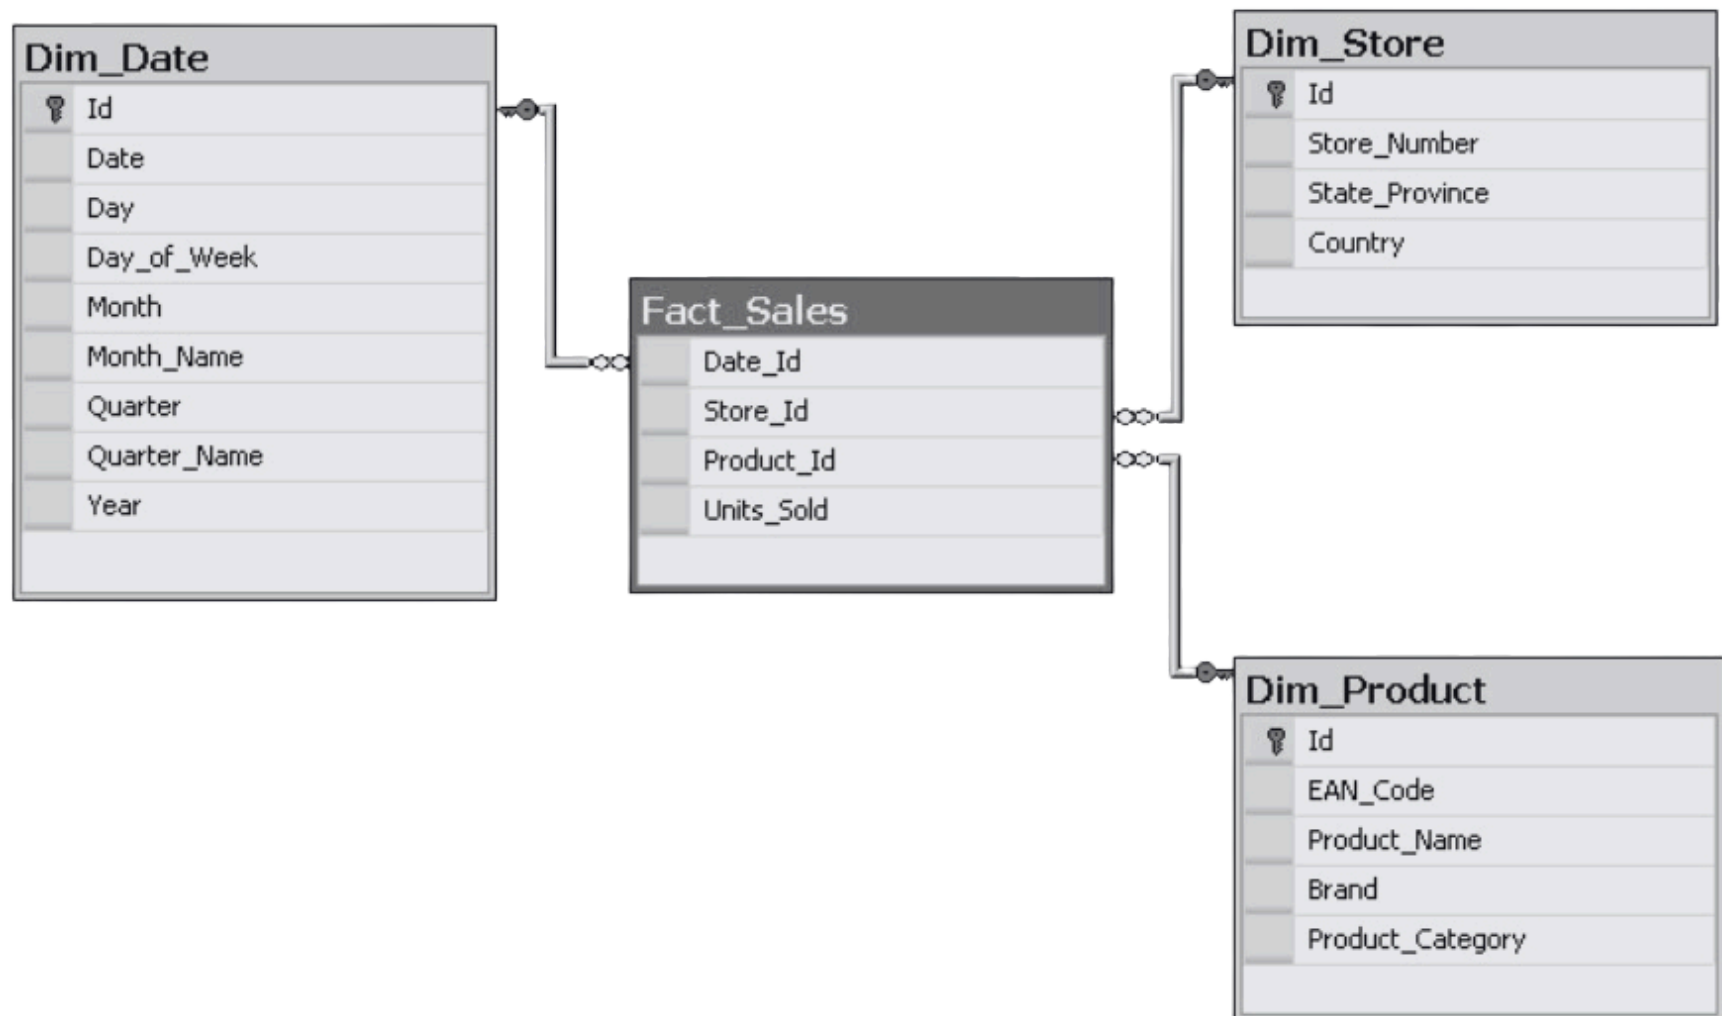 Dim_Date
Id
Date
Day
Day_of_Week
Month
Month_Name
Quarter
Quarter_Name
Year
Fact_Sales
Date_Id
Store_Id
Product_Id
Units_Sold
Dim_Store
Id
Store_Number
State_Province
Country
Dim_Product
Id
EAN_Code
Product_Name
Brand
Product_Category